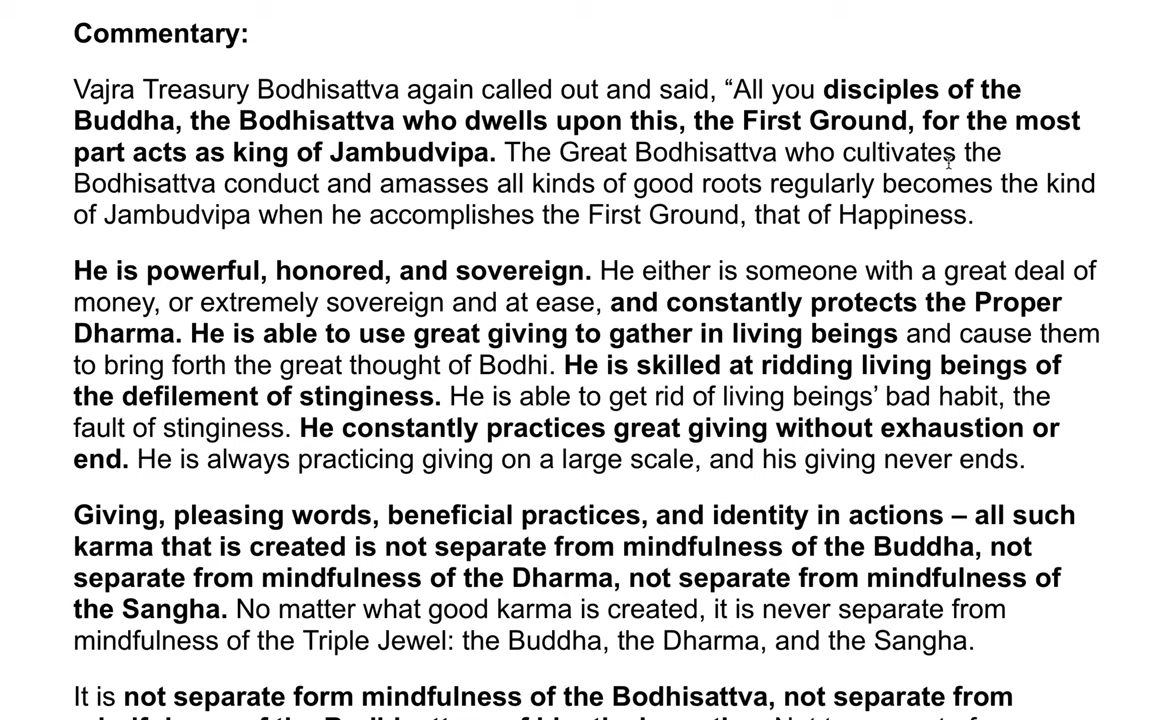 Commentary:
Vajra Treasury Bodhisattva again called out and said, “All you disciples of the
Buddha, the Bodhisattva who dwells upon this, the First Ground, for the most
part acts as king of Jambudvipa. The Great Bodhisattva who cultivates the
Bodhisattva conduct and amasses all kinds of good roots regularly becomes the kind
of Jambudvipa when he accomplishes the First Ground, that of Happiness.
He is powerful, honored, and sovereign. He either is someone with a great deal of
money, or extremely sovereign and at ease, and constantly protects the Proper
Dharma. He is able to use great giving to gather in living beings and cause them
to bring forth the great thought of Bodhi. He is skilled at ridding living beings of
the defilement of stinginess. He is able to get rid of living beings’ bad habit, the
fault of stinginess. He constantly practices great giving without exhaustion or
end. He is always practicing giving on a large scale, and his giving never ends.
Giving, pleasing words, beneficial practices, and identity in actions – all such
karma that is created is not separate from mindfulness of the Buddha, not
separate from mindfulness of the Dharma, not separate from mindfulness of
the Sangha. No matter what good karma is created, it is never separate from
mindfulness of the Triple Jewel: the Buddha, the Dharma, and the Sangha.
It is not separate form mindfulness of the Bodhisattva, not separate from